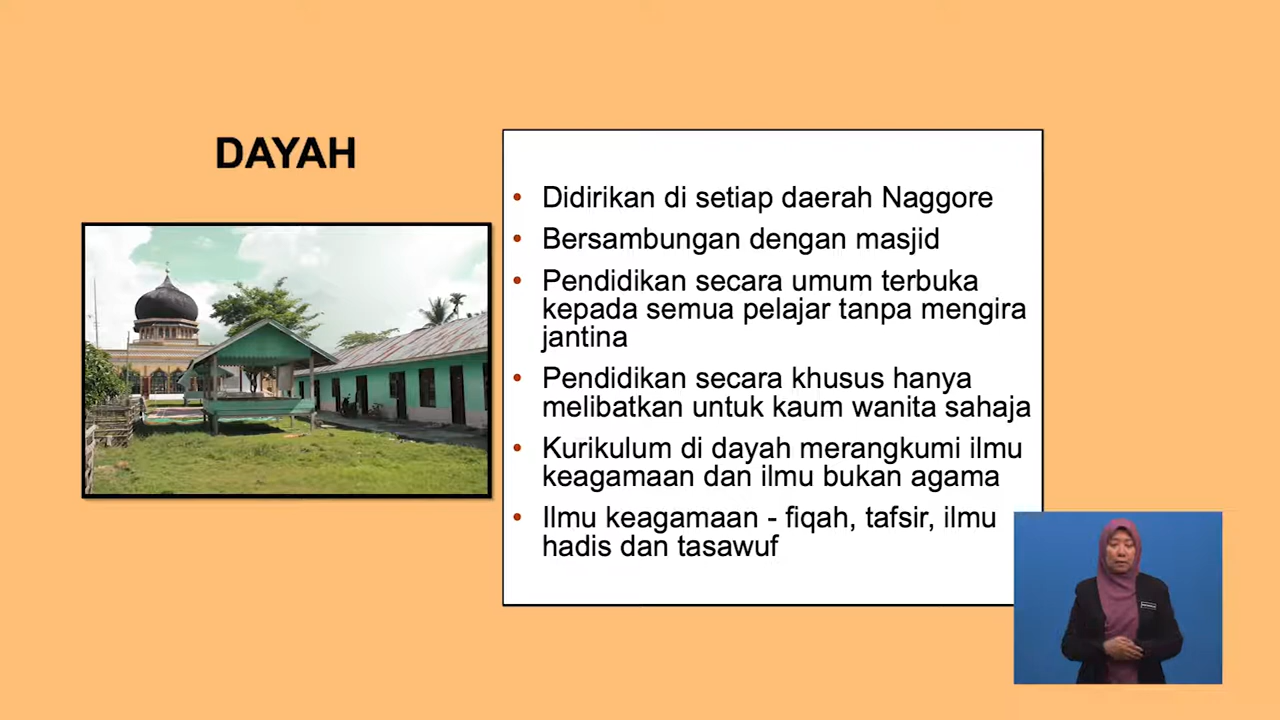 DAYAH
• Didirikan di setiap daerah Naggore
• Bersambungan dengan masjid
• Pendidikan secara umum terbuka
kepada semua pelajar tanpa mengira
jantina
• Pendidikan secara khusus hanya
melibatkan untuk kaum wanita sahaja
• Kurikulum di dayah merangkumi ilmu
keagamaan dan ilmu bukan agama
• Ilmu keagamaan - fiqah, tafsir, ilmu
hadis dan tasawuf